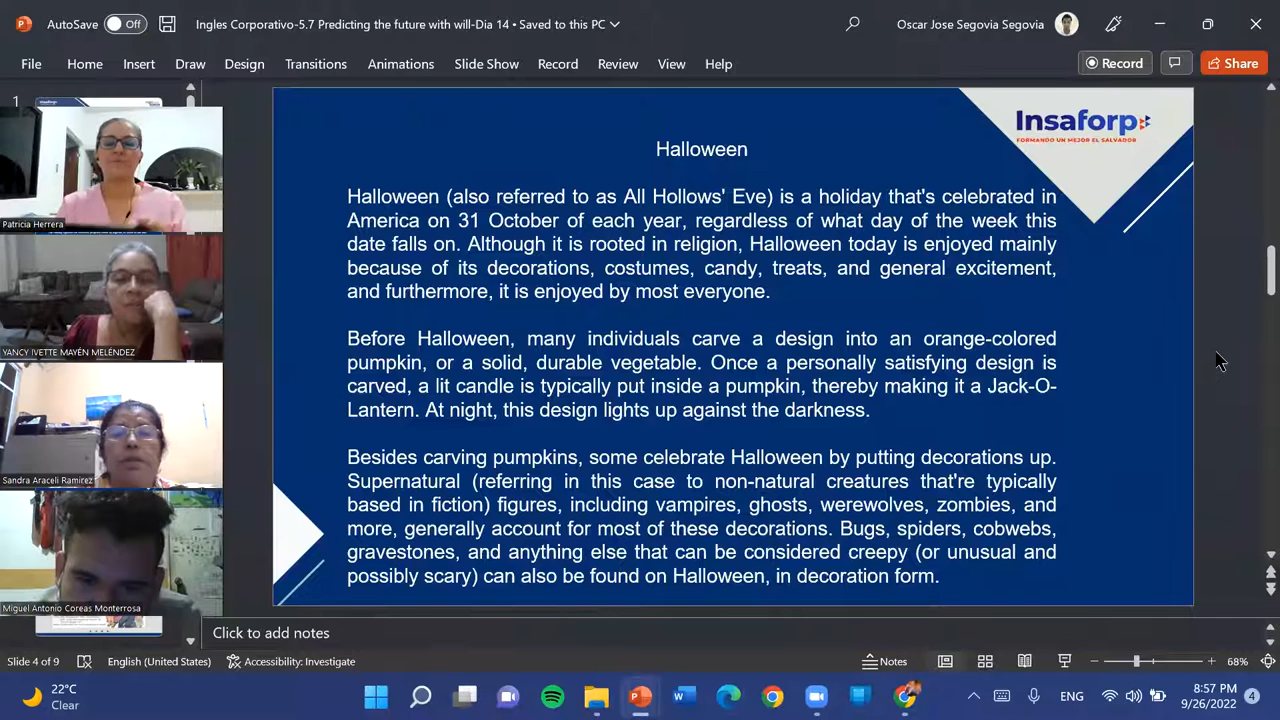 AutoSave Off Ingles Corporativo-5.7 Predicting the future with will-Dia 14 • Saved to this PC Oscar Jose Segovia Segovia
File Home Insert Draw Design Transitions Animations Slide Show Record Review View Help Record Share
1
Patricia Herrera
YANCY IVETTE MAYÉN MELÉNDEZ
Sandra Araceli Ramirez
Miguel Antonio Coreas Monterrosa
Insaforp
FORMANDO UN MEJOR EL SALVADOR
Halloween
Halloween (also referred to as All Hollows' Eve) is a holiday that's celebrated in
America on 31 October of each year, regardless of what day of the week this
date falls on. Although it is rooted in religion, Halloween today is enjoyed mainly
because of its decorations, costumes, candy, treats, and general excitement,
and furthermore, it is enjoyed by most everyone.
Before Halloween, many individuals carve a design into an orange-colored
pumpkin, or a solid, durable vegetable. Once a personally satisfying design is
carved, a lit candle is typically put inside a pumpkin, thereby making it a Jack-O-
Lantern. At night, this design lights up against the darkness.
Besides carving pumpkins, some celebrate Halloween by putting decorations up.
Supernatural (referring in this case to non-natural creatures that're typically
based in fiction) figures, including vampires, ghosts, werewolves, zombies, and
more, generally account for most of these decorations. Bugs, spiders, cobwebs,
gravestones, and anything else that can be considered creepy (or unusual and
possibly scary) can also be found on Halloween, in decoration form.
Click to add notes
Slide 4 of 9 English (United States) Accessibility: Investigate Notes 68%
22°C
Clear
ENG
8:57 PM
9/26/2022
4